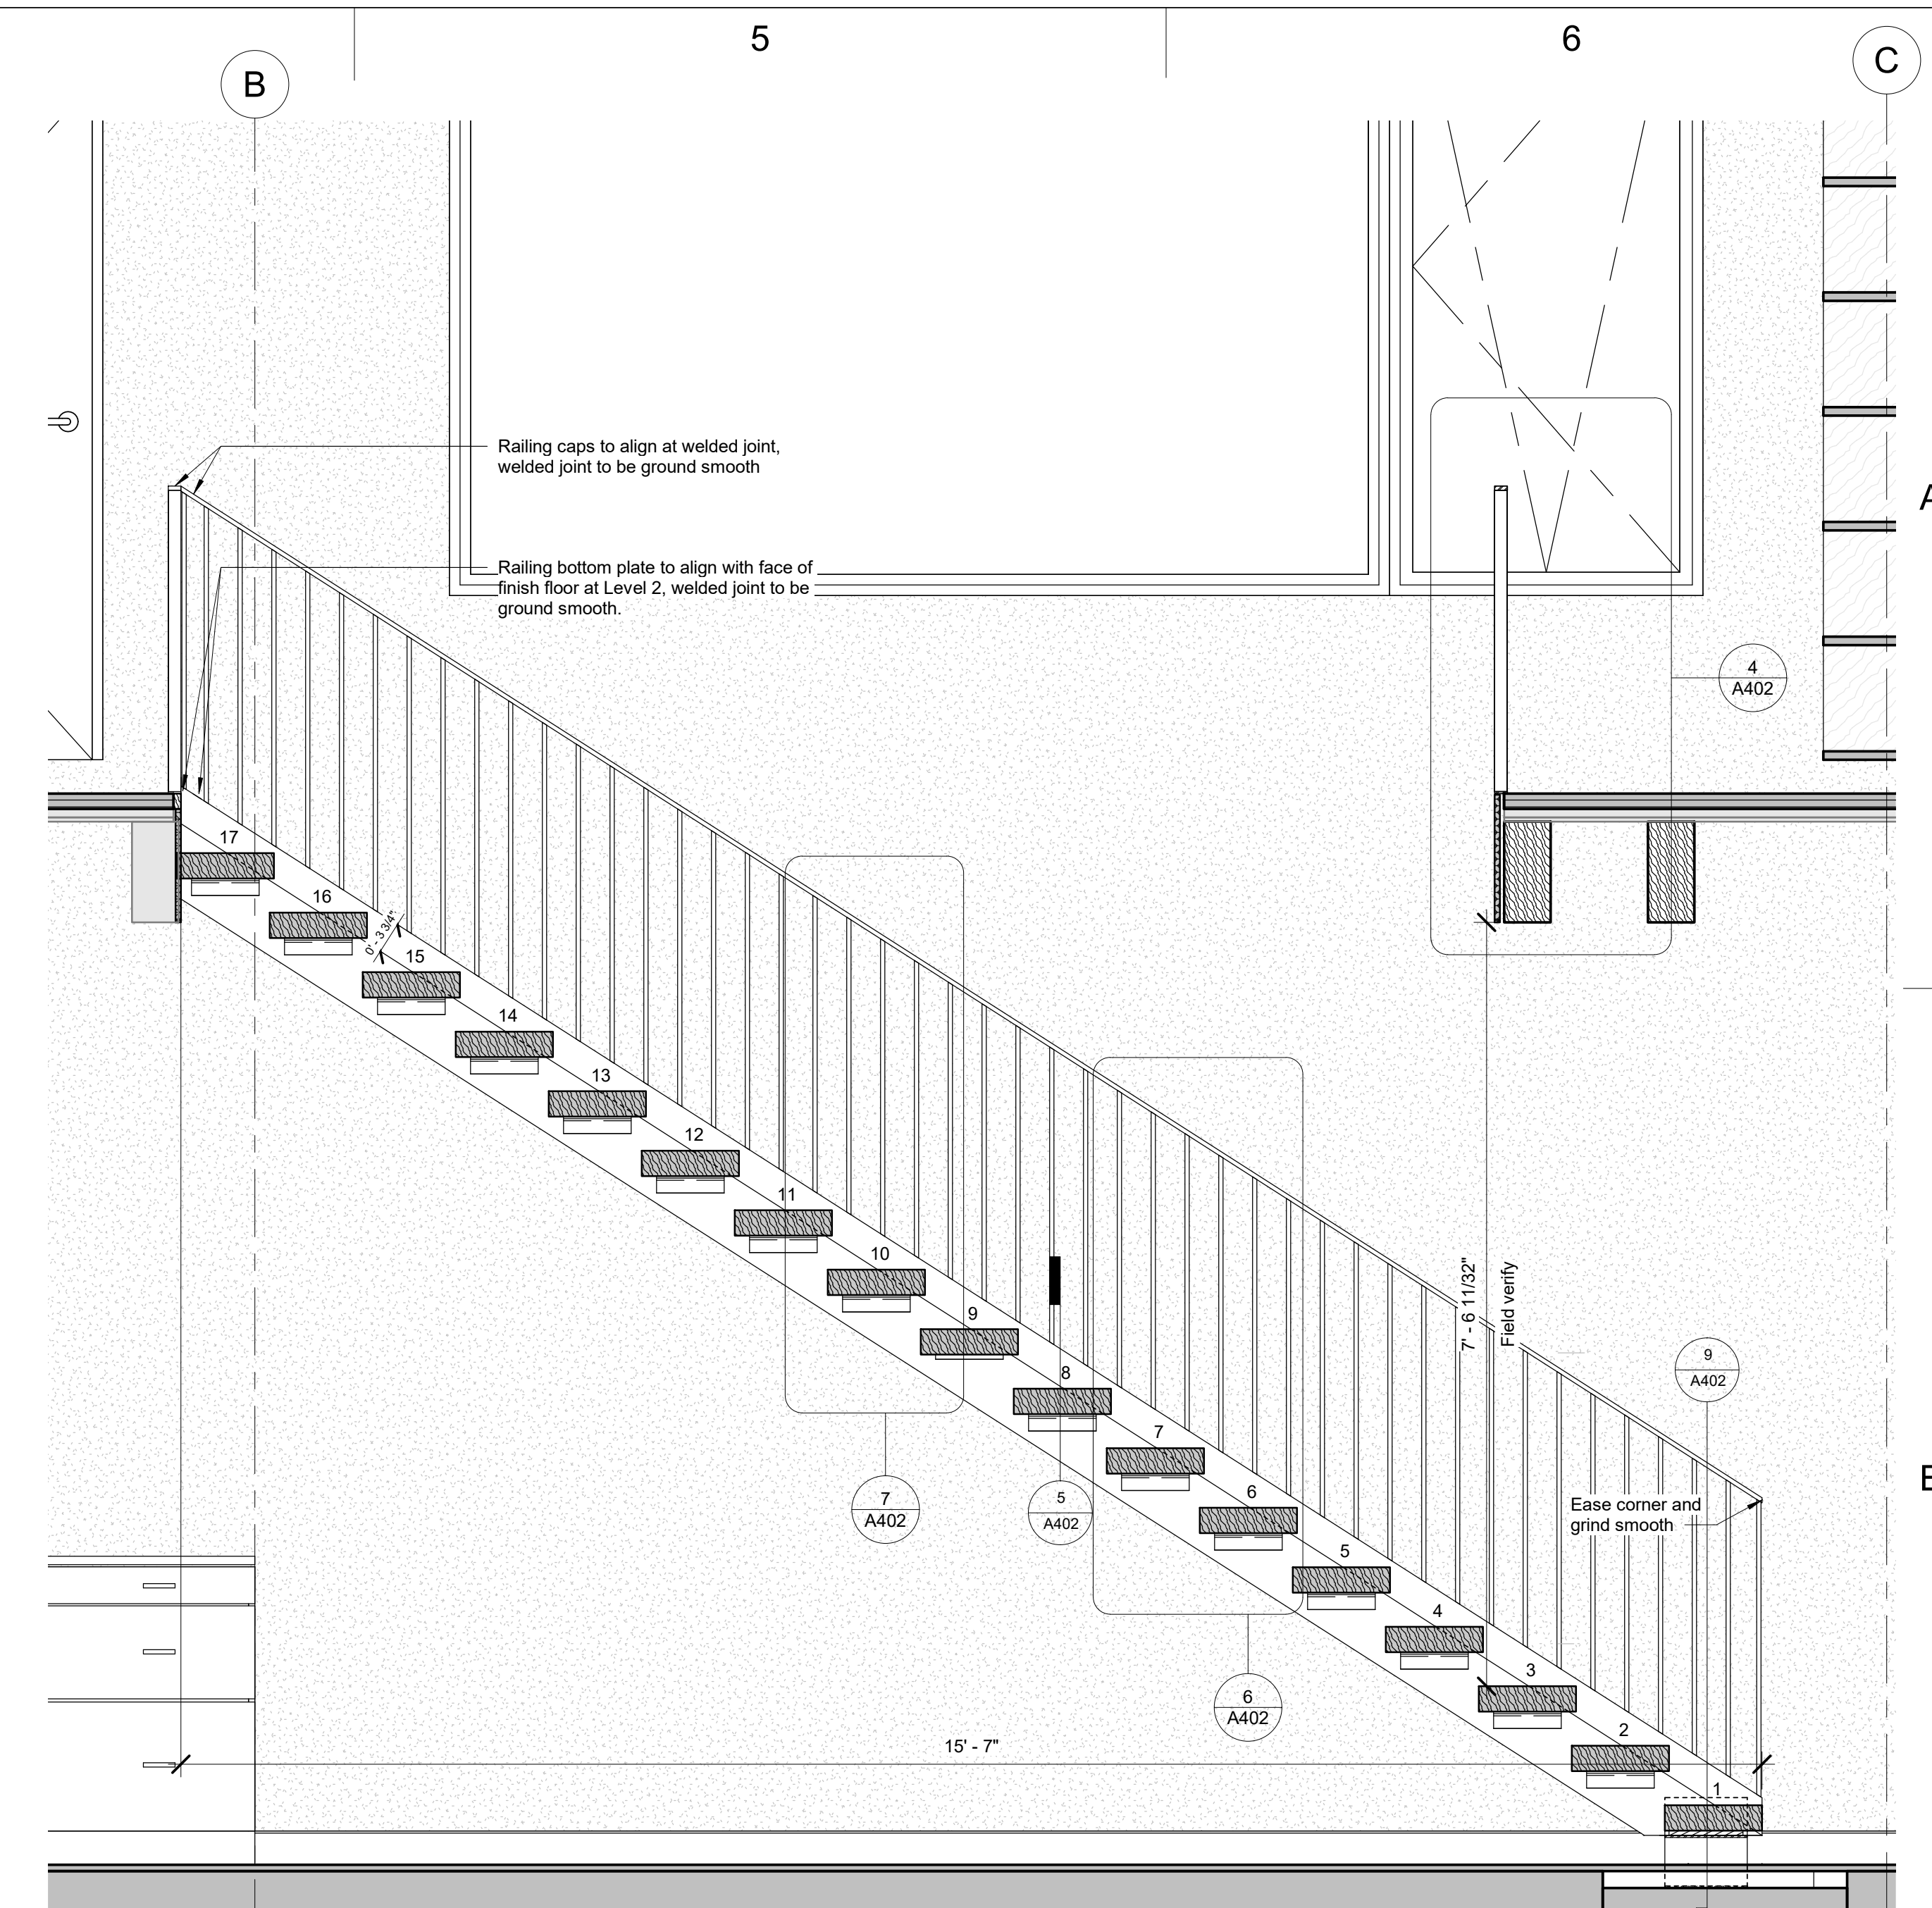 5
6
B
C
A
Railing caps to align at welded joint,
welded joint to be ground smooth
Railing bottom plate to align with face of
finish floor at Level 2, welded joint to be
ground smooth.
4
A402
17
16
0' - 3 3/4"
15
14
13
12
11
10
9
8
7
6
5
4
3
2
1
7' - 6 11/32"
Field verify
9
A402
7
A402
5
A402
6
A402
Ease corner and
grind smooth
15' - 7"